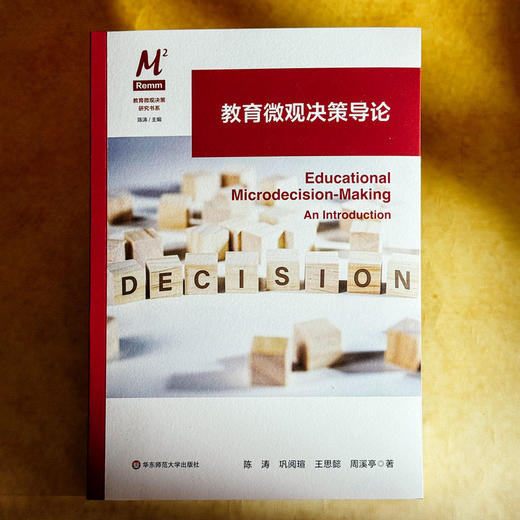 M²
Remm
教育微观决策
研究书系
陈涛 / 主编
教育微观决策导论
Educational
Microdecision-Making
An Introduction
DECISION
陈 涛 巩阅瑄 王思懿 周溪亭 著
华东师范大学出版社